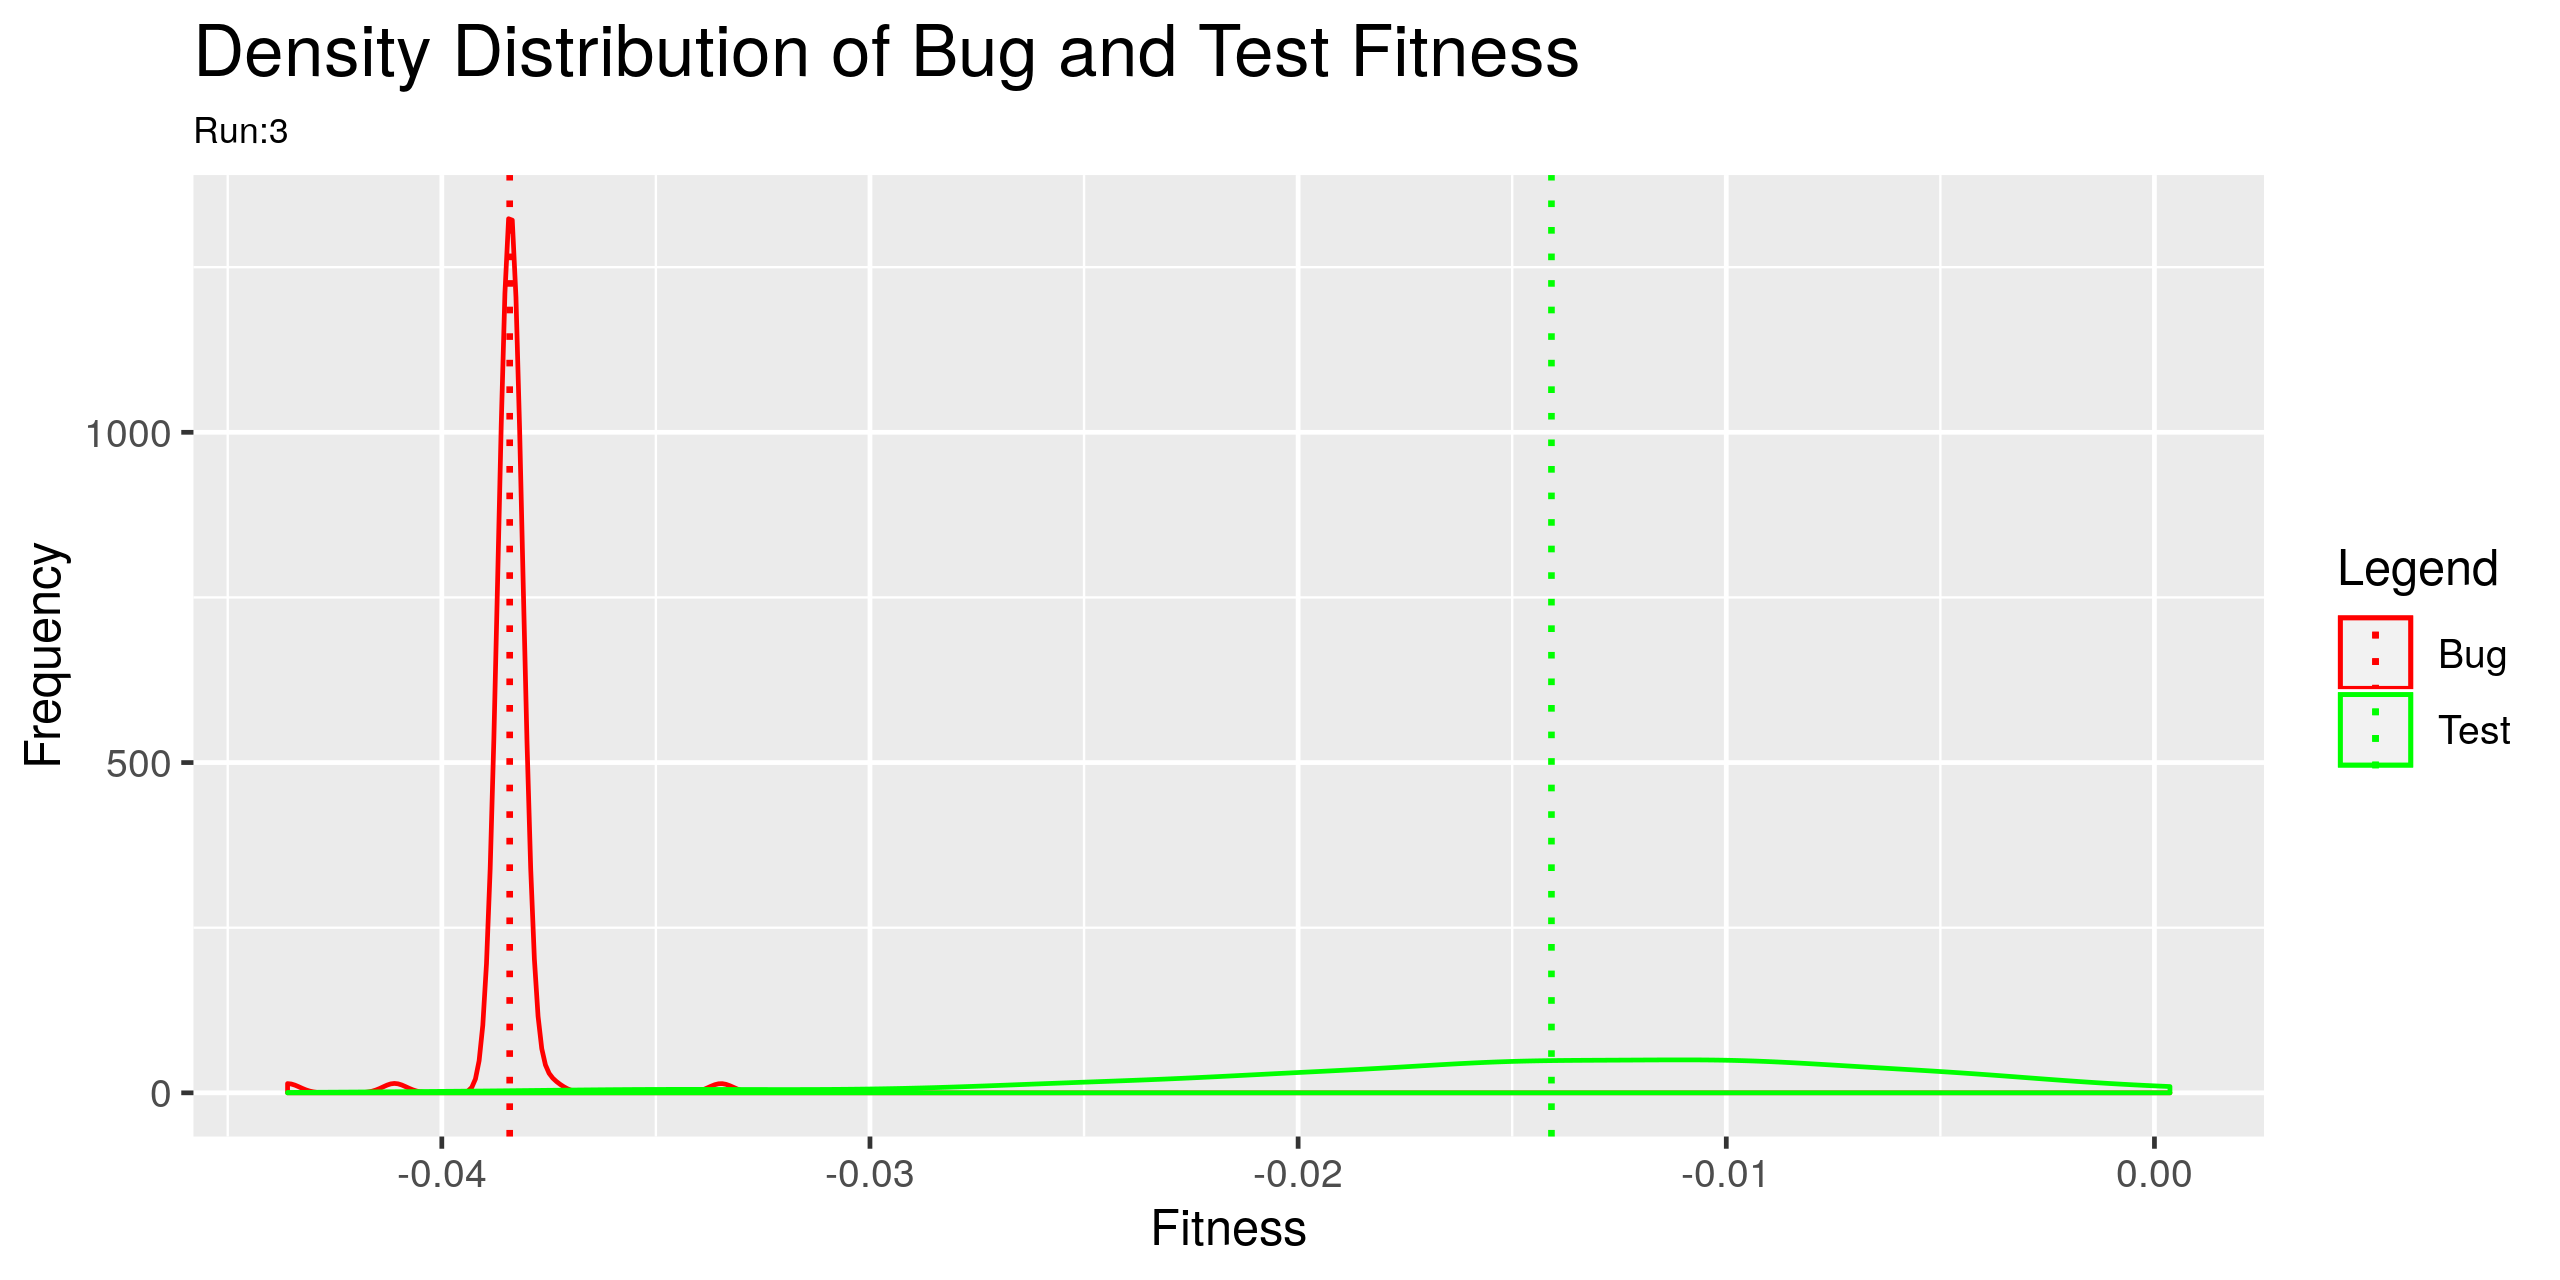 Density Distribution of Bug and Test Fitness
Run:3
Frequency
1000
500
0
-0.04
-0.03
-0.02
-0.01
0.00
Fitness
Legend
Bug
Test